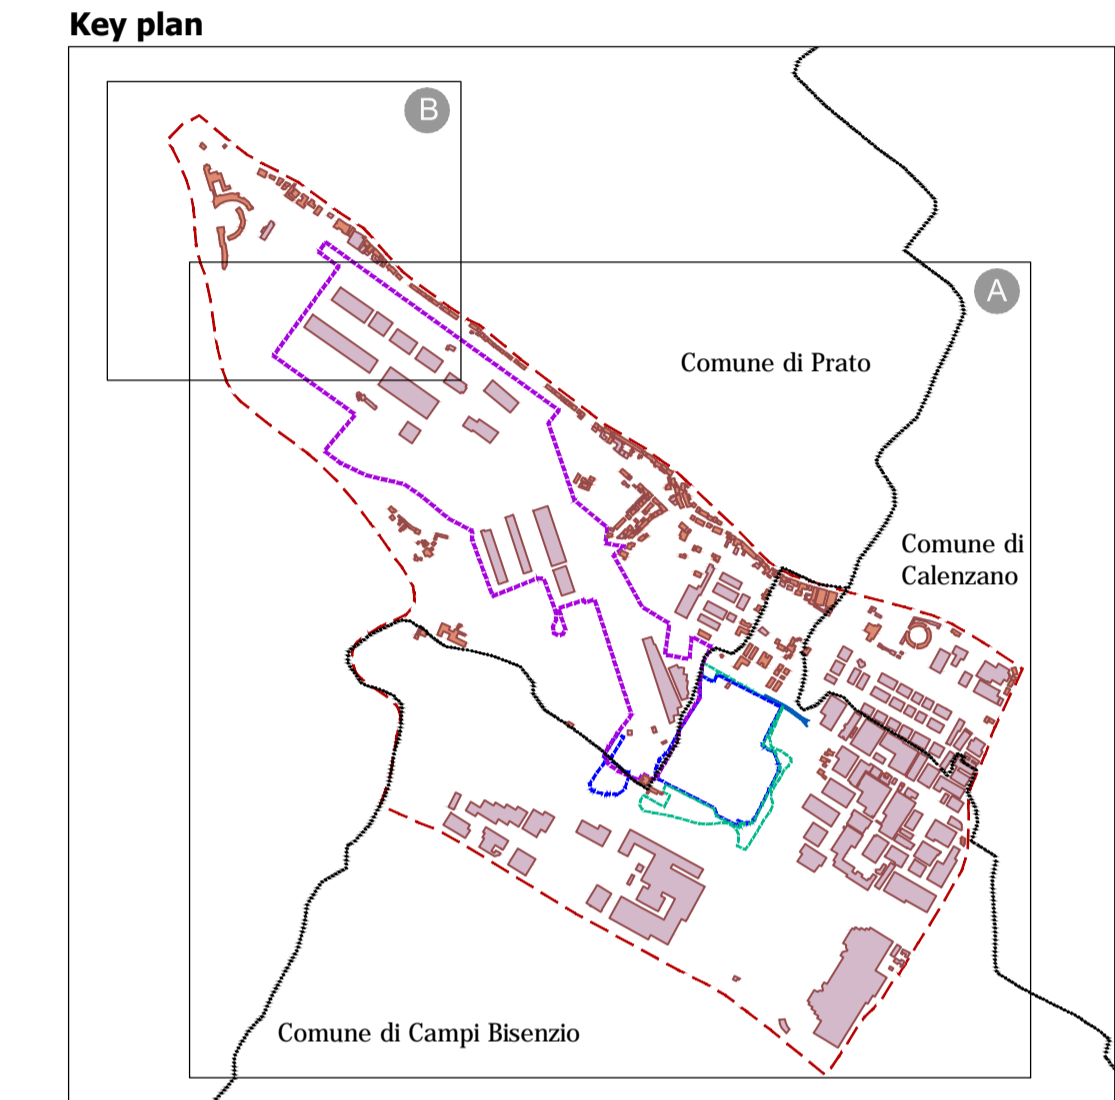 Key plan
B
A
Comune di Prato
Comune di
Calenzano
Comune di Campi Bisenzio